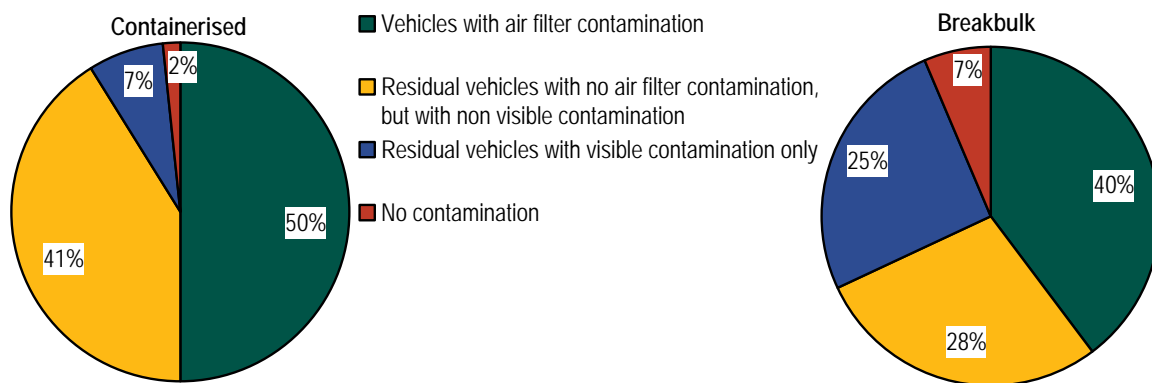 Containerised
2%
7%
50%
41%
Vehicles with air filter contamination
Residual vehicles with no air filter contamination,
but with non visible contamination
Residual vehicles with visible contamination only
No contamination
Breakbulk
7%
25%
40%
28%